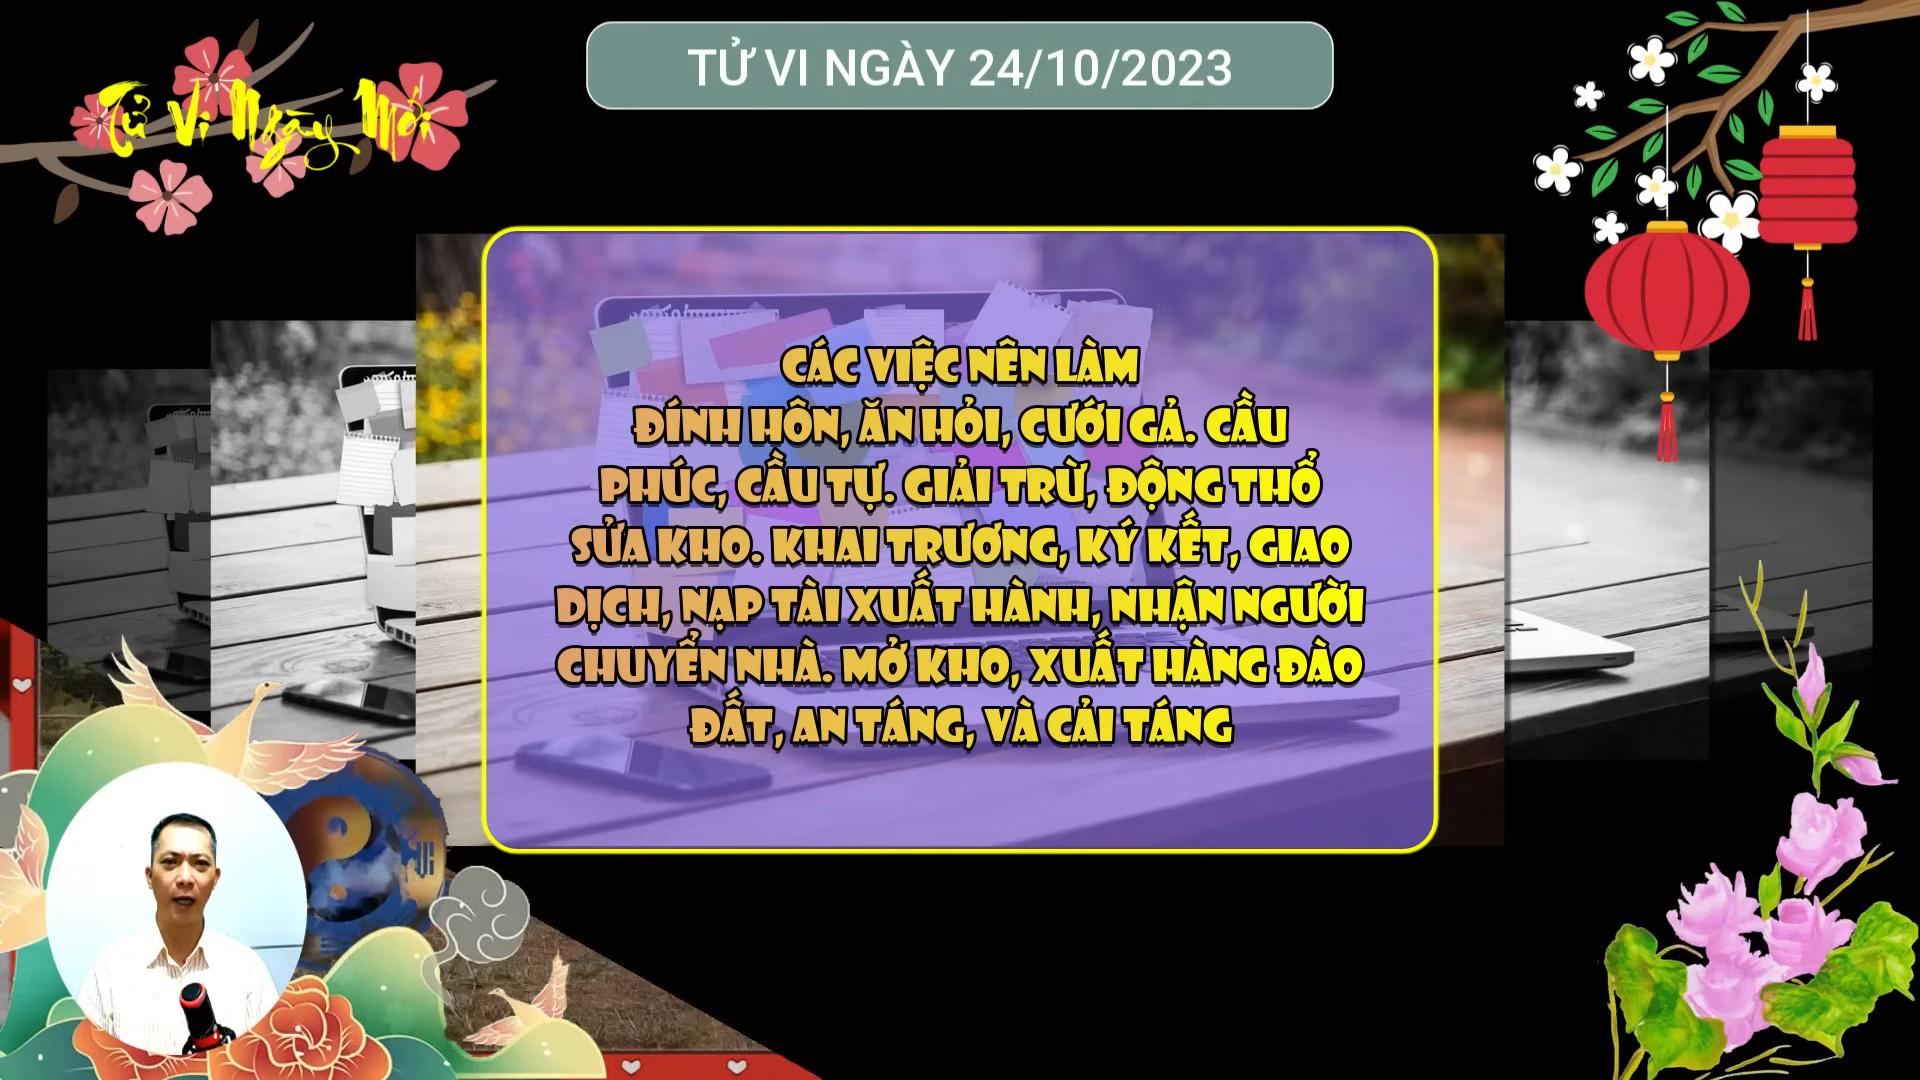 TỬ VI NGÀY 24/10/2023
Tử Vi Ngày Mới
CÁC VIỆC NÊN LÀM
ĐÍNH HÔN, ĂN HỎI, CƯỚI GẢ. CẦU
PHÚC, CẦU TỰ. GIẢI TRỪ, ĐỘNG THỔ
SỬA KHO. KHAI TRƯƠNG, KÝ KẾT, GIAO
DỊCH, NẠP TÀI XUẤT HÀNH, NHẬN NGƯỜI
CHUYỂN NHÀ. MỞ KHO, XUẤT HÀNG ĐÀO
ĐẤT, AN TÁNG, VÀ CẢI TÁNG